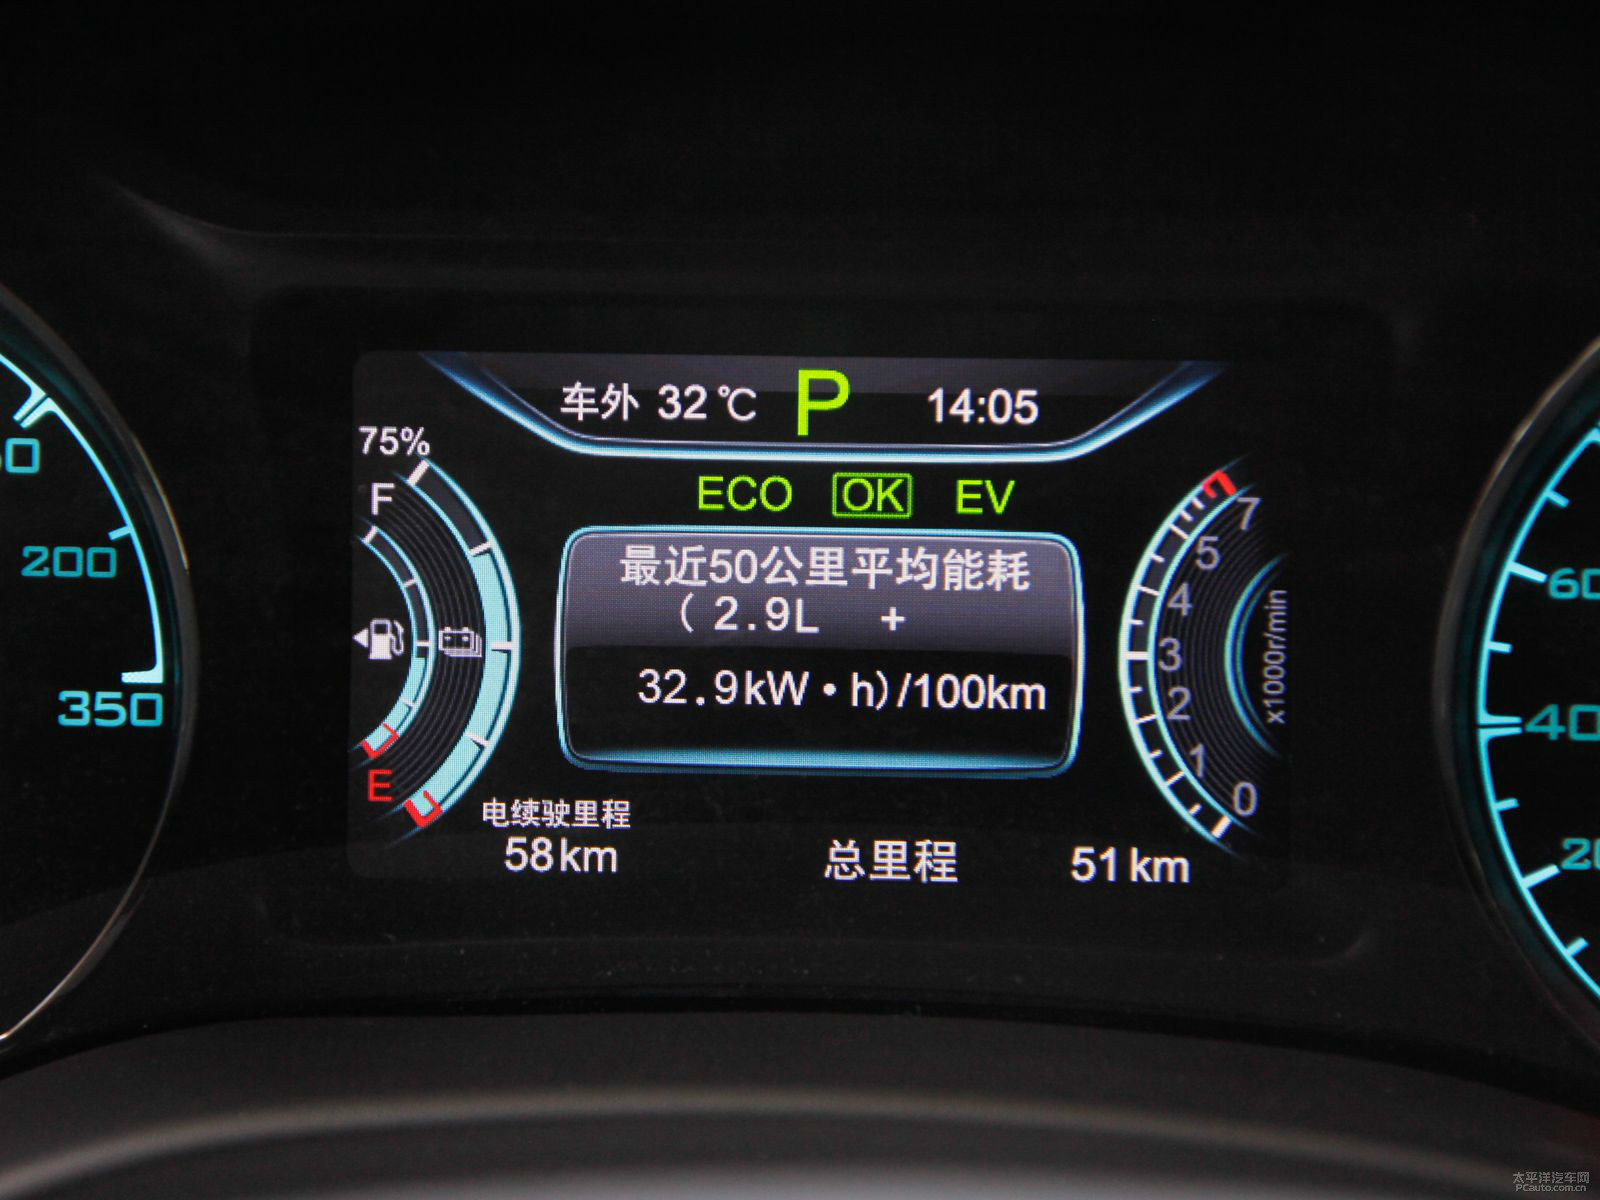 车外 32℃ P 14:05
75%
ECO OK EV
F
7
最近50公里平均能耗
5
200
( 2.9L +
4
60
3
32.9kW·h)/100km
x1000r/min
2
350
40
1
E
0
电续驶里程
58km
总里程 51km
太平洋汽车网
PCauto.com.cn